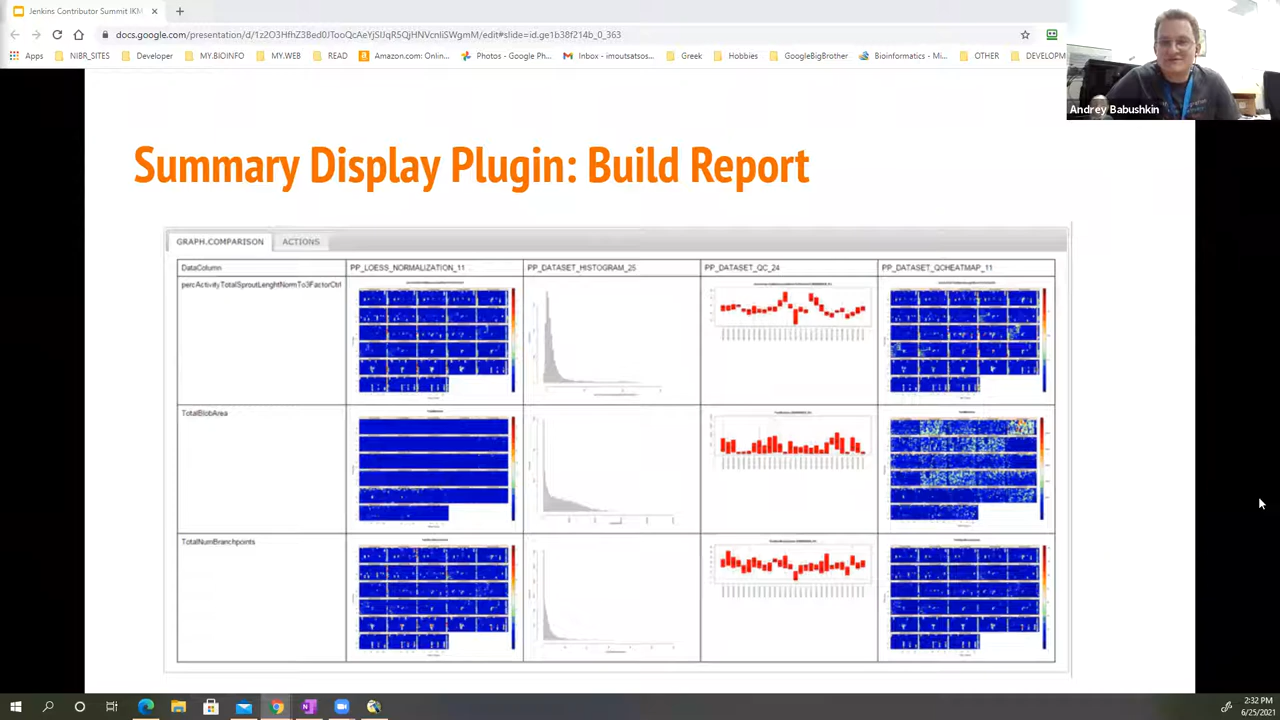 Jenkins Contributor Summit IKM
docs.google.com/presentation/d/1z2O3HfhZ38ed0JTooQcAeYjSUqR5QjHNVcnIiSWgmM/edit#slide=id.ge1b38f214b_0_363
Apps NIBR_SITES Developer MY.BIOINFO MY.WEB READ Amazon.com: Onlin... Photos - Google Ph... Inbox - imoutsatsos... Greek Hobbies GoogleBigBrother Bioinformatics - Mi... OTHER DEVELOPM
Andrey Babushkin
Summary Display Plugin: Build Report
GRAPH.COMPARISON ACTIONS
DataColumn PP_LOESS_NORMALIZATION_11 PP_DATASET_HISTOGRAM_25 PP_DATASET_QC_24 PP_DATASET_QCHEATMAP_11
percActivityTotalSproutLenghtNormTo3FactorCtrl
TotalBlobArea
TotalNumBranchpoints
2:32 PM
6/25/2021